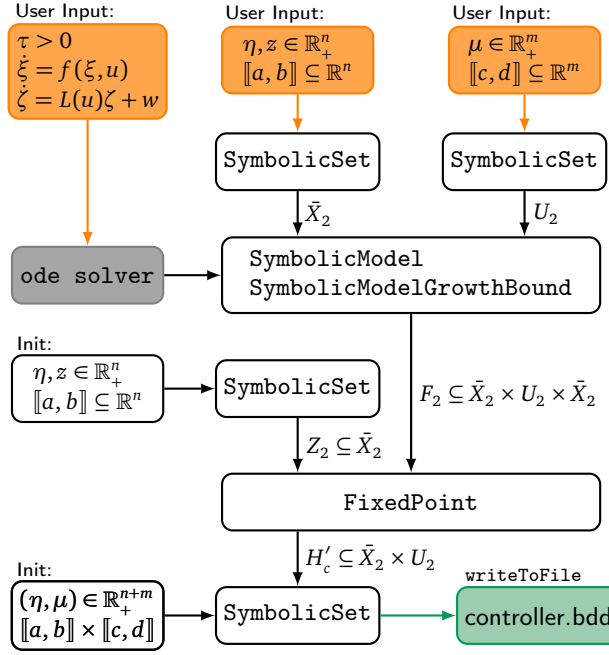 User Input:
τ > 0
ξ̇ = f(ξ, u)
ζ̇ = L(u)ζ + w
User Input:
η, z ∈ ℝ₊ⁿ
⟦a, b⟧ ⊆ ℝⁿ
User Input:
μ ∈ ℝ₊ᵐ
⟦c, d⟧ ⊆ ℝᵐ
SymbolicSet
SymbolicSet
X̄₂
U₂
ode solver
SymbolicModel
SymbolicModelGrowthBound
Init:
η, z ∈ ℝ₊ⁿ
⟦a, b⟧ ⊆ ℝⁿ
SymbolicSet
F₂ ⊆ X̄₂ × U₂ × X̄₂
Z₂ ⊆ X̄₂
FixedPoint
H′_c ⊆ X̄₂ × U₂
Init:
(η, μ) ∈ ℝ₊ⁿ⁺ᵐ
⟦a, b⟧ × ⟦c, d⟧
SymbolicSet
writeToFile
controller.bdd